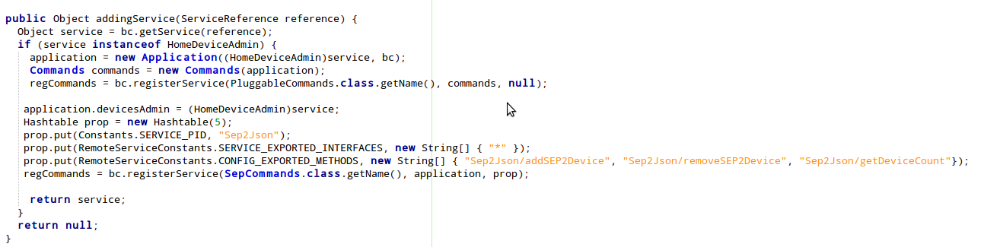 public Object addingService(ServiceReference reference) {
  Object service = bc.getService(reference);
  if (service instanceof HomeDeviceAdmin) {
    application = new Application((HomeDeviceAdmin)service, bc);
    Commands commands = new Commands(application);
    regCommands = bc.registerService(PluggableCommands.class.getName(), commands, null);

   application.devicesAdmin = (HomeDeviceAdmin)service;
   Hashtable prop = new Hashtable(5);
   prop.put(Constants.SERVICE_PID, "Sep2Json");
   prop.put(RemoteServiceConstants.SERVICE_EXPORTED_INTERFACES, new String[] { "*" });
   prop.put(RemoteServiceConstants.CONFIG_EXPORTED_METHODS, new String[] { "Sep2Json/addSEP2Device", "Sep2Json/removeSEP2Device", "Sep2Json/getDeviceCount"});
   regCommands = bc.registerService(SepCommands.class.getName(), application, prop);

    return service;
  }
  return null;
}